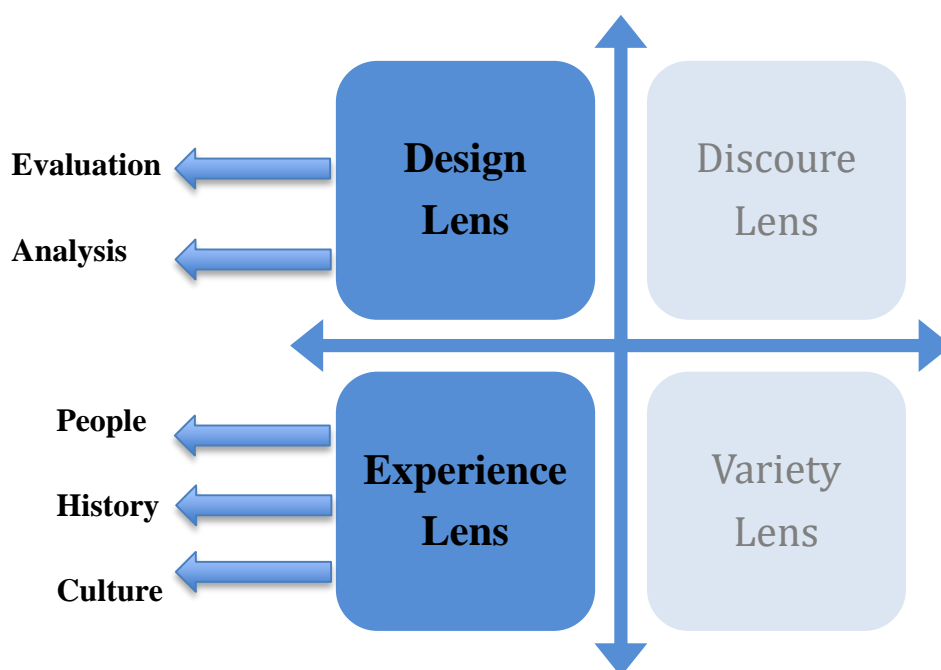 Evaluation
Analysis
Design
Lens
Discoure
Lens
People
History
Culture
Experience
Lens
Variety
Lens